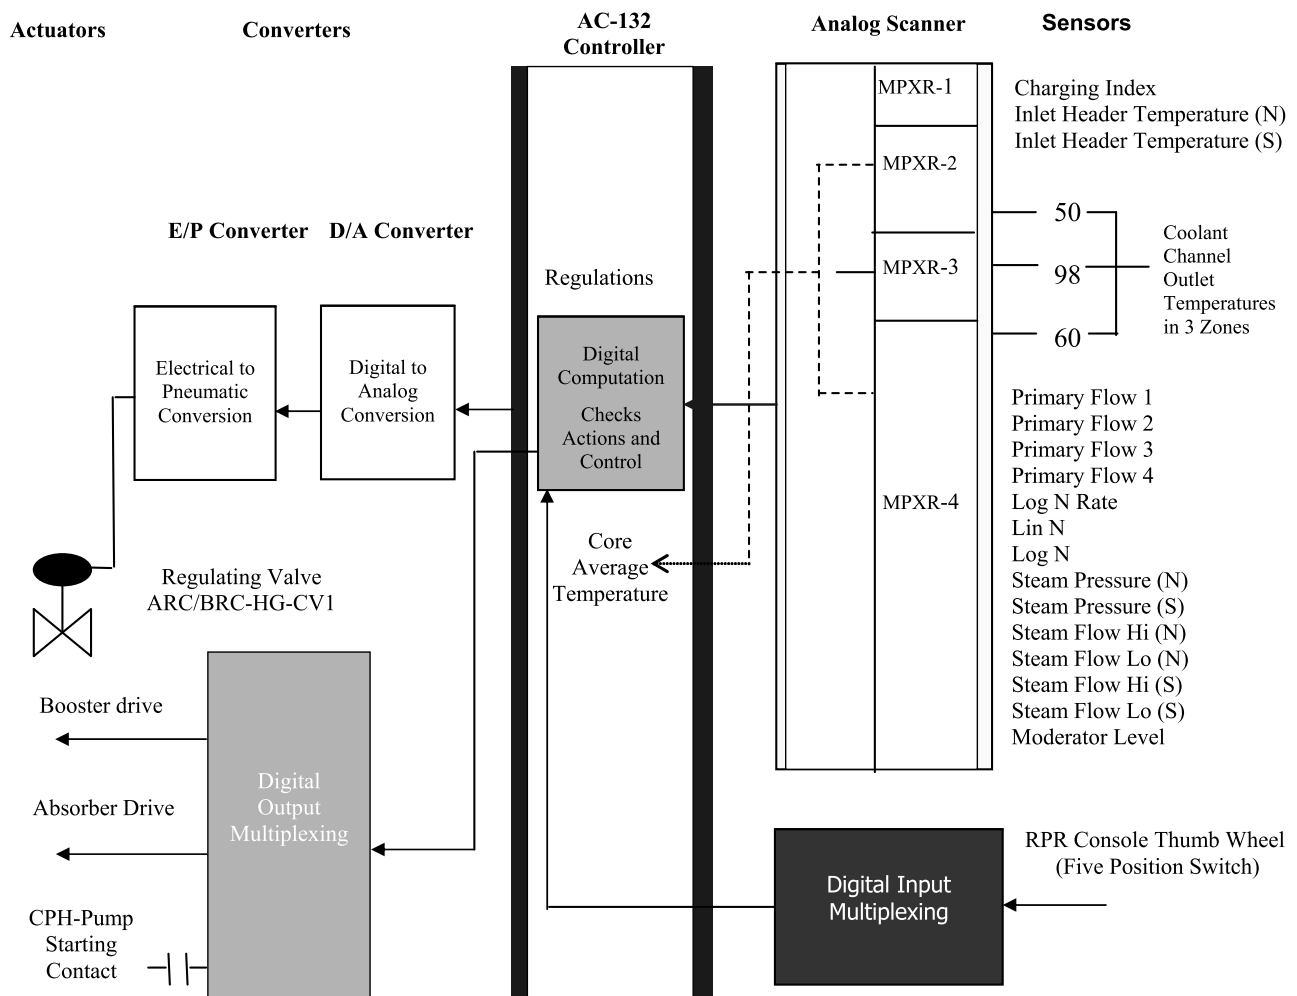 Actuators
Converters
AC-132
Controller
Analog Scanner
Sensors
MPXR-1
MPXR-2
MPXR-3
MPXR-4
Charging Index
Inlet Header Temperature (N)
Inlet Header Temperature (S)
50
98
60
Coolant
Channel
Outlet
Temperatures
in 3 Zones
E/P Converter
D/A Converter
Regulations
Electrical to
Pneumatic
Conversion
Digital to
Analog
Conversion
Digital
Computation
Checks
Actions and
Control
Core
Average
Temperature
Primary Flow 1
Primary Flow 2
Primary Flow 3
Primary Flow 4
Log N Rate
Lin N
Log N
Steam Pressure (N)
Steam Pressure (S)
Steam Flow Hi (N)
Steam Flow Lo (N)
Steam Flow Hi (S)
Steam Flow Lo (S)
Moderator Level
Regulating Valve
ARC/BRC-HG-CV1
Booster drive
Absorber Drive
CPH-Pump
Starting
Contact
Digital
Output
Multiplexing
Digital Input
Multiplexing
RPR Console Thumb Wheel
(Five Position Switch)